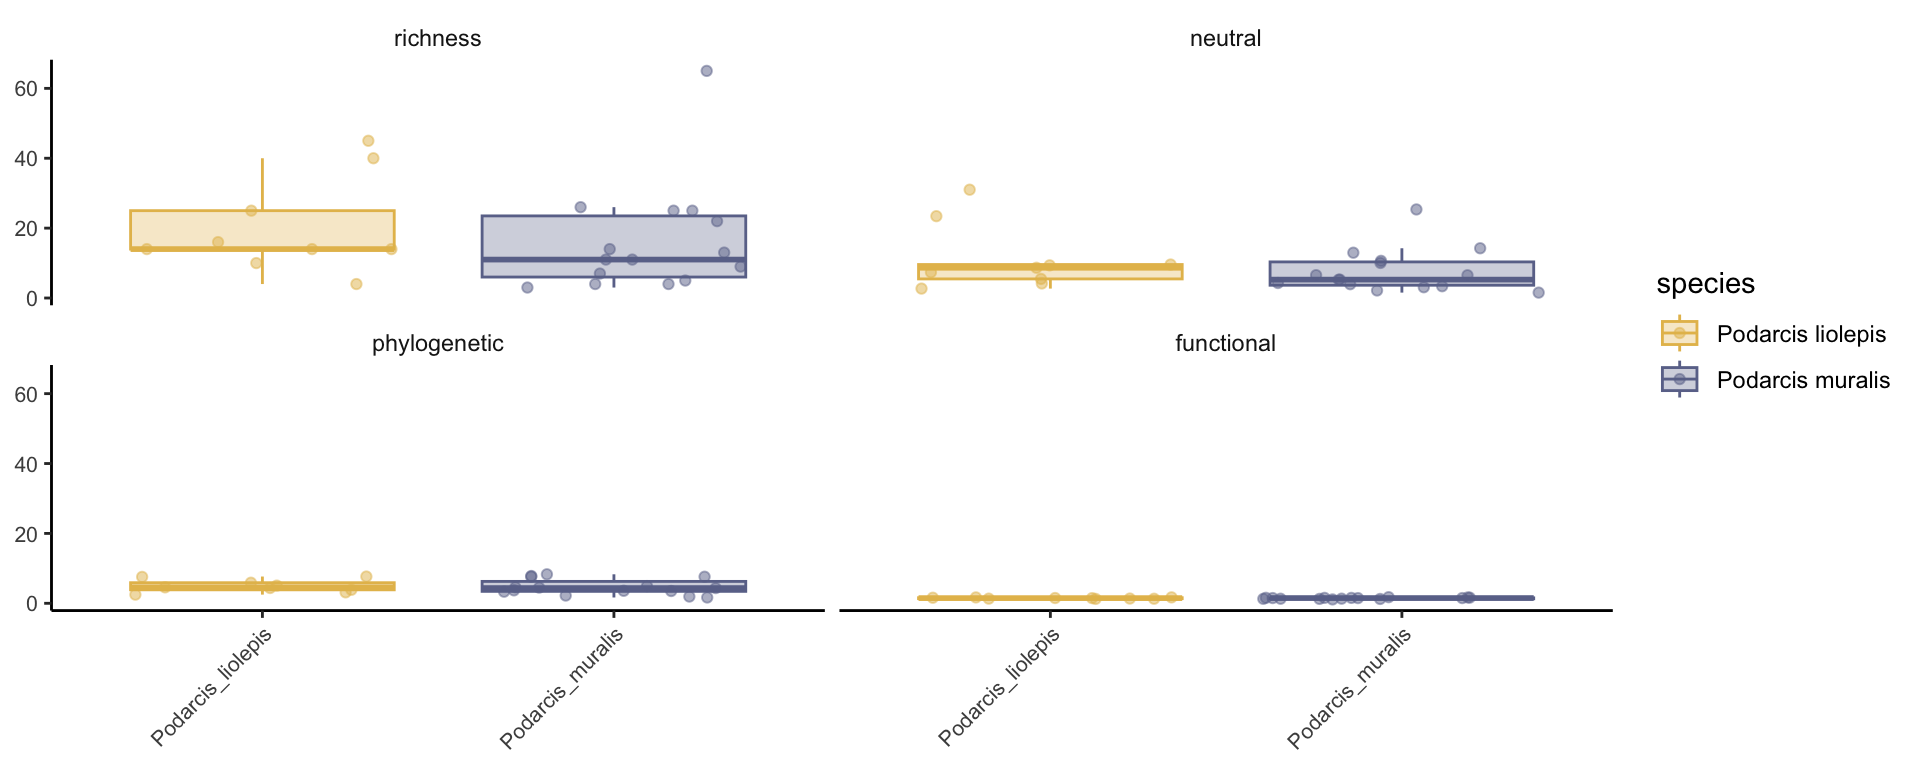 richness
neutral
60
40
20
0
phylogenetic
functional
60
40
20
0
Podarcis_liolepis
Podarcis_muralis
Podarcis_liolepis
Podarcis_muralis
species
Podarcis liolepis
Podarcis muralis